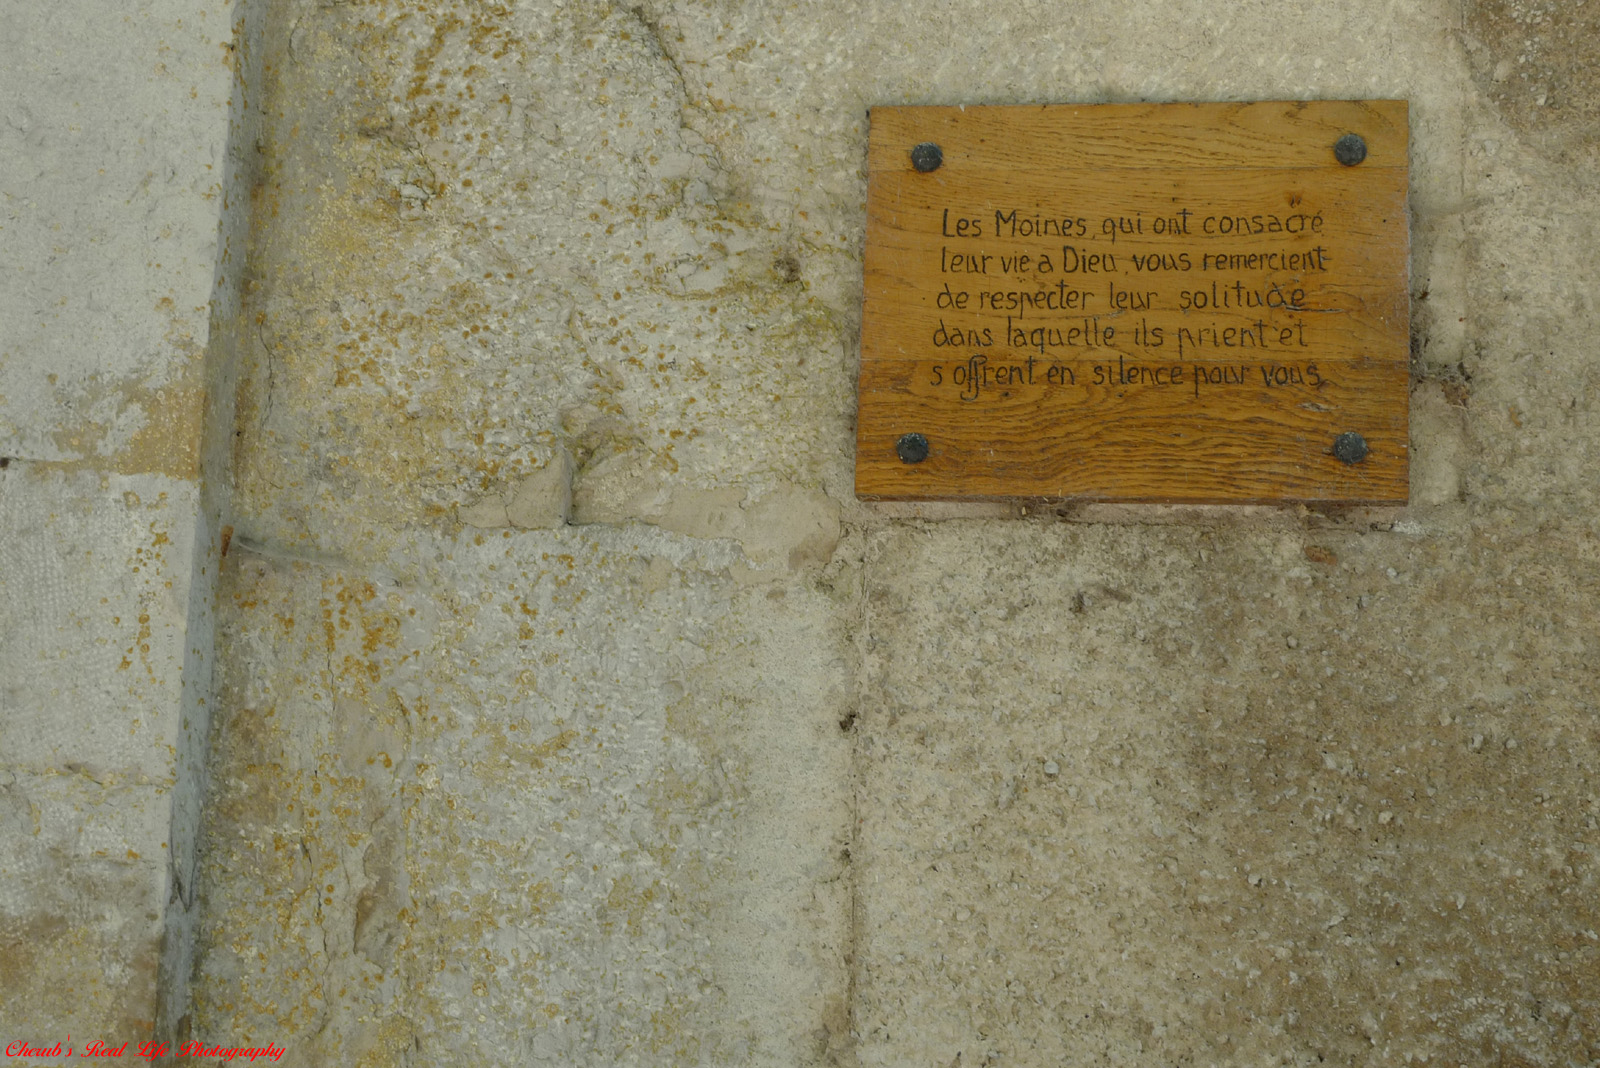 Les Moines, qui ont consacré
leur vie a Dieu, vous remercient
de respecter leur solitude
dans laquelle ils prient et
s offrent en silence pour vous
Cherub's Real Life Photography